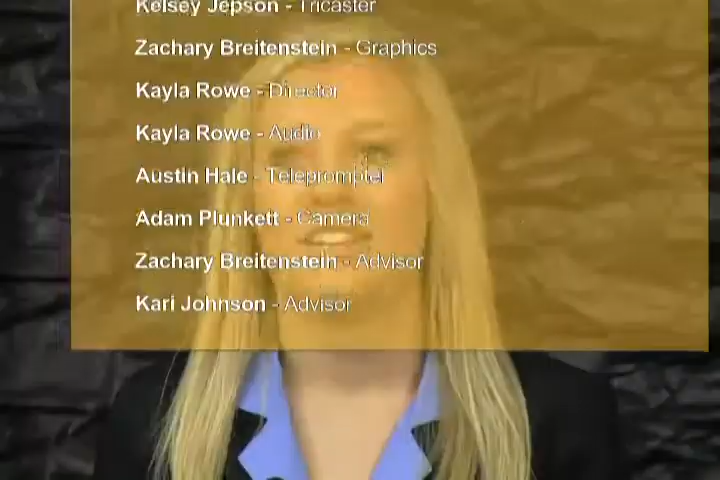 Kelsey Jepson - Tricaster
Zachary Breitenstein - Graphics
Kayla Rowe - Director
Kayla Rowe - Audio
Austin Hale - Teleprompter
Adam Plunkett - Camera
Zachary Breitenstein - Advisor
Kari Johnson - Advisor